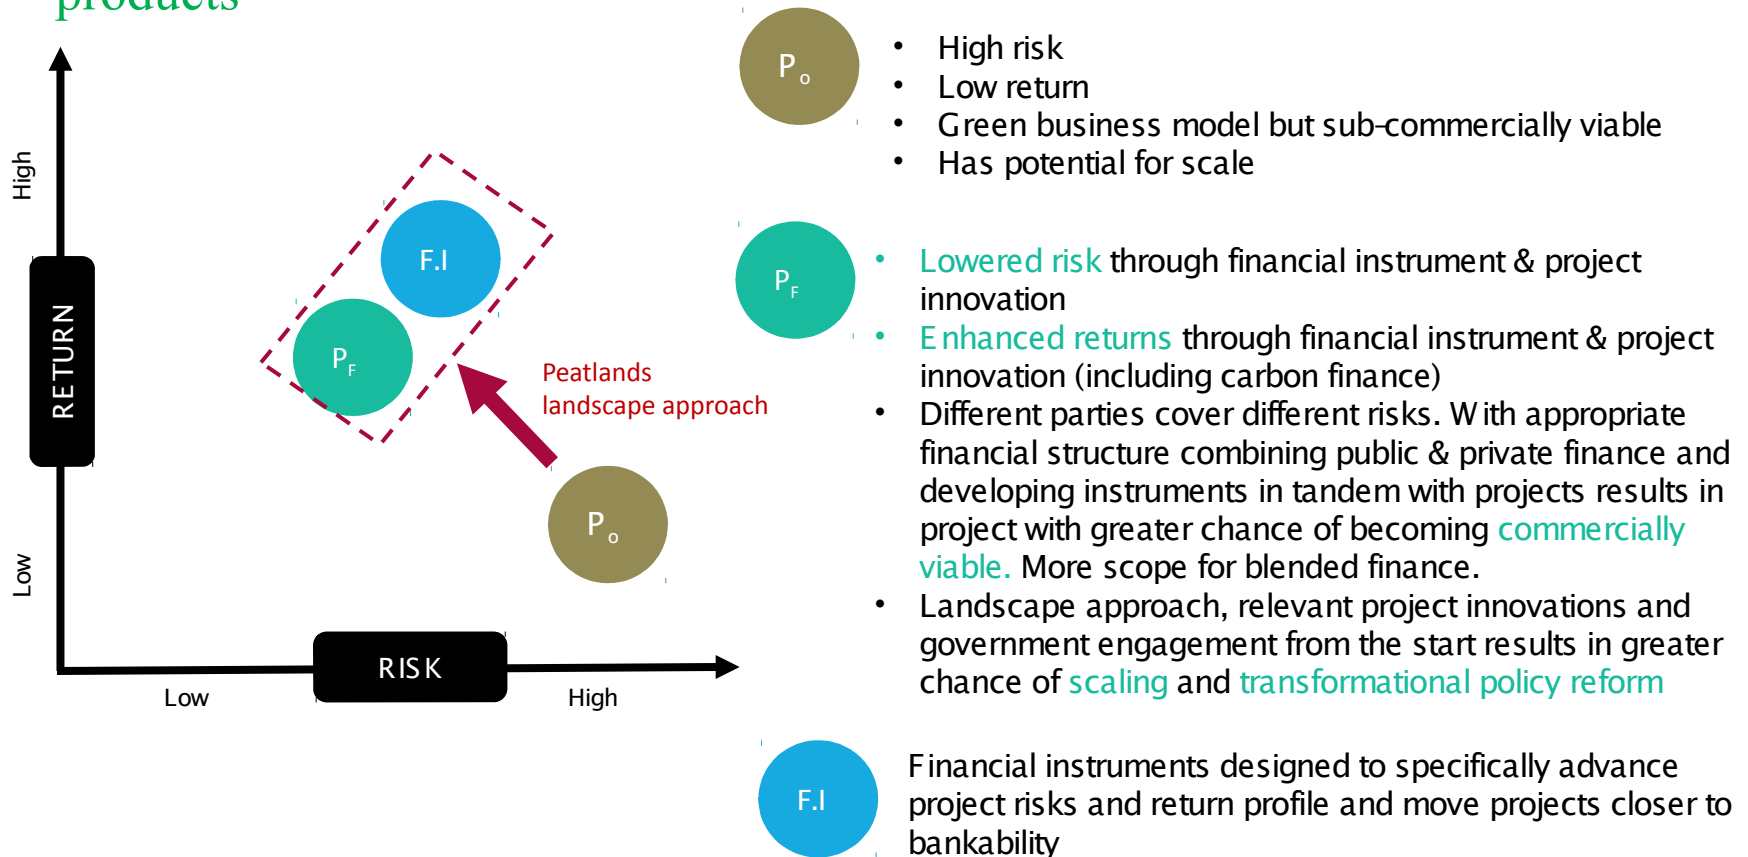 products
High
RETURN
Low
Low
RISK
High
F.I
P_F
Peatlands
landscape approach
P_o
P_o
• High risk
• Low return
• Green business model but sub-commercially viable
• Has potential for scale
P_F
• Lowered risk through financial instrument & project
innovation
• Enhanced returns through financial instrument & project
innovation (including carbon finance)
• Different parties cover different risks. With appropriate
financial structure combining public & private finance and
developing instruments in tandem with projects results in
project with greater chance of becoming commercially
viable. More scope for blended finance.
• Landscape approach, relevant project innovations and
government engagement from the start results in greater
chance of scaling and transformational policy reform
F.I
Financial instruments designed to specifically advance
project risks and return profile and move projects closer to
bankability